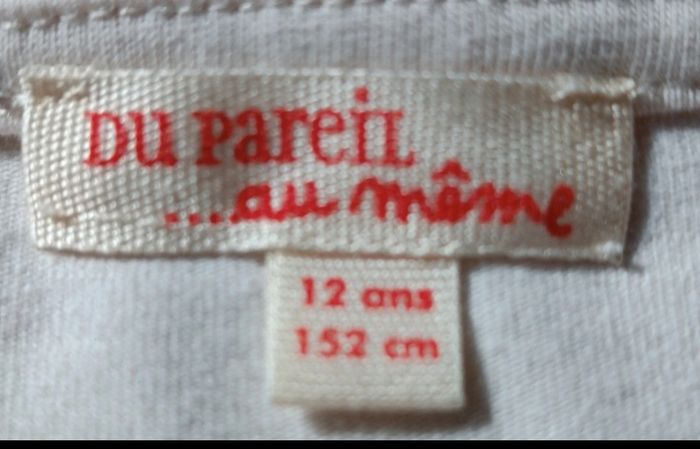 DU PareiL
....au même
12 ans
152 cm